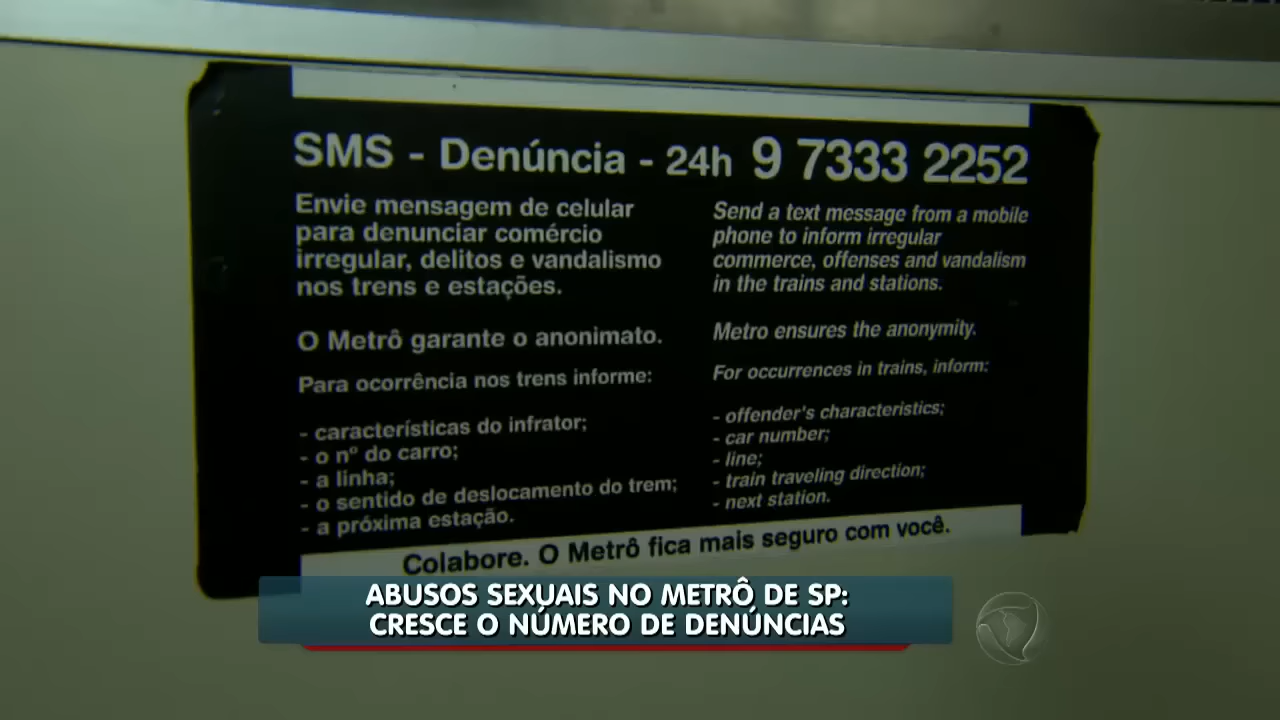 SMS - Denúncia - 24h 9 7333 2252
Envie mensagem de celular
para denunciar comércio
irregular, delitos e vandalismo
nos trens e estações.
O Metrô garante o anonimato.
Para ocorrência nos trens informe:
- características do infrator;
- o nº do carro;
- a linha;
- o sentido de deslocamento do trem;
- a próxima estação.
Send a text message from a mobile
phone to inform irregular
commerce, offenses and vandalism
in the trains and stations.
Metro ensures the anonymity.
For occurrences in trains, inform:
- offender's characteristics;
- car number;
- line;
- train traveling direction;
- next station.
Colabore. O Metrô fica mais seguro com você.
ABUSOS SEXUAIS NO METRÔ DE SP:
CRESCE O NÚMERO DE DENÚNCIAS